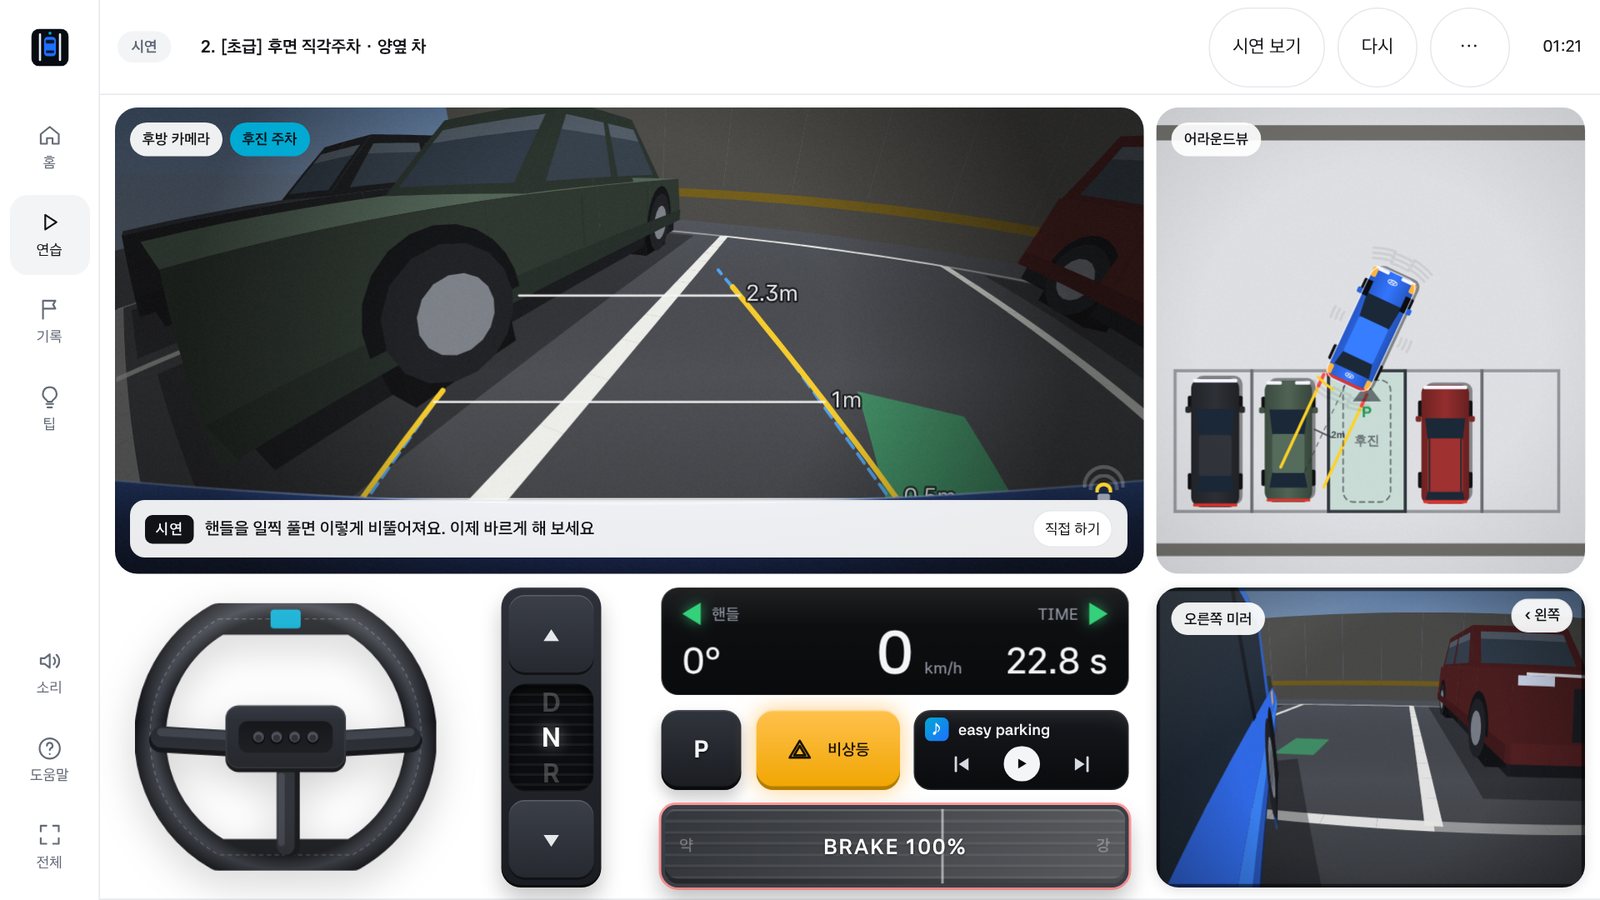 시연
2. [초급] 후면 직각주차 · 양옆 차
시연 보기
다시
···
01:21
홈
연습
기록
팁
소리
도움말
전체
후방 카메라
후진 주차
2.3m
1m
0.5m
시연
핸들을 일찍 풀면 이렇게 비뚤어져요. 이제 바르게 해 보세요
직접 하기
어라운드뷰
P
2m
후진
D
N
R
핸들
TIME
0°
0
km/h
22.8 s
P
비상등
easy parking
약
BRAKE 100%
강
오른쪽 미러
‹ 왼쪽